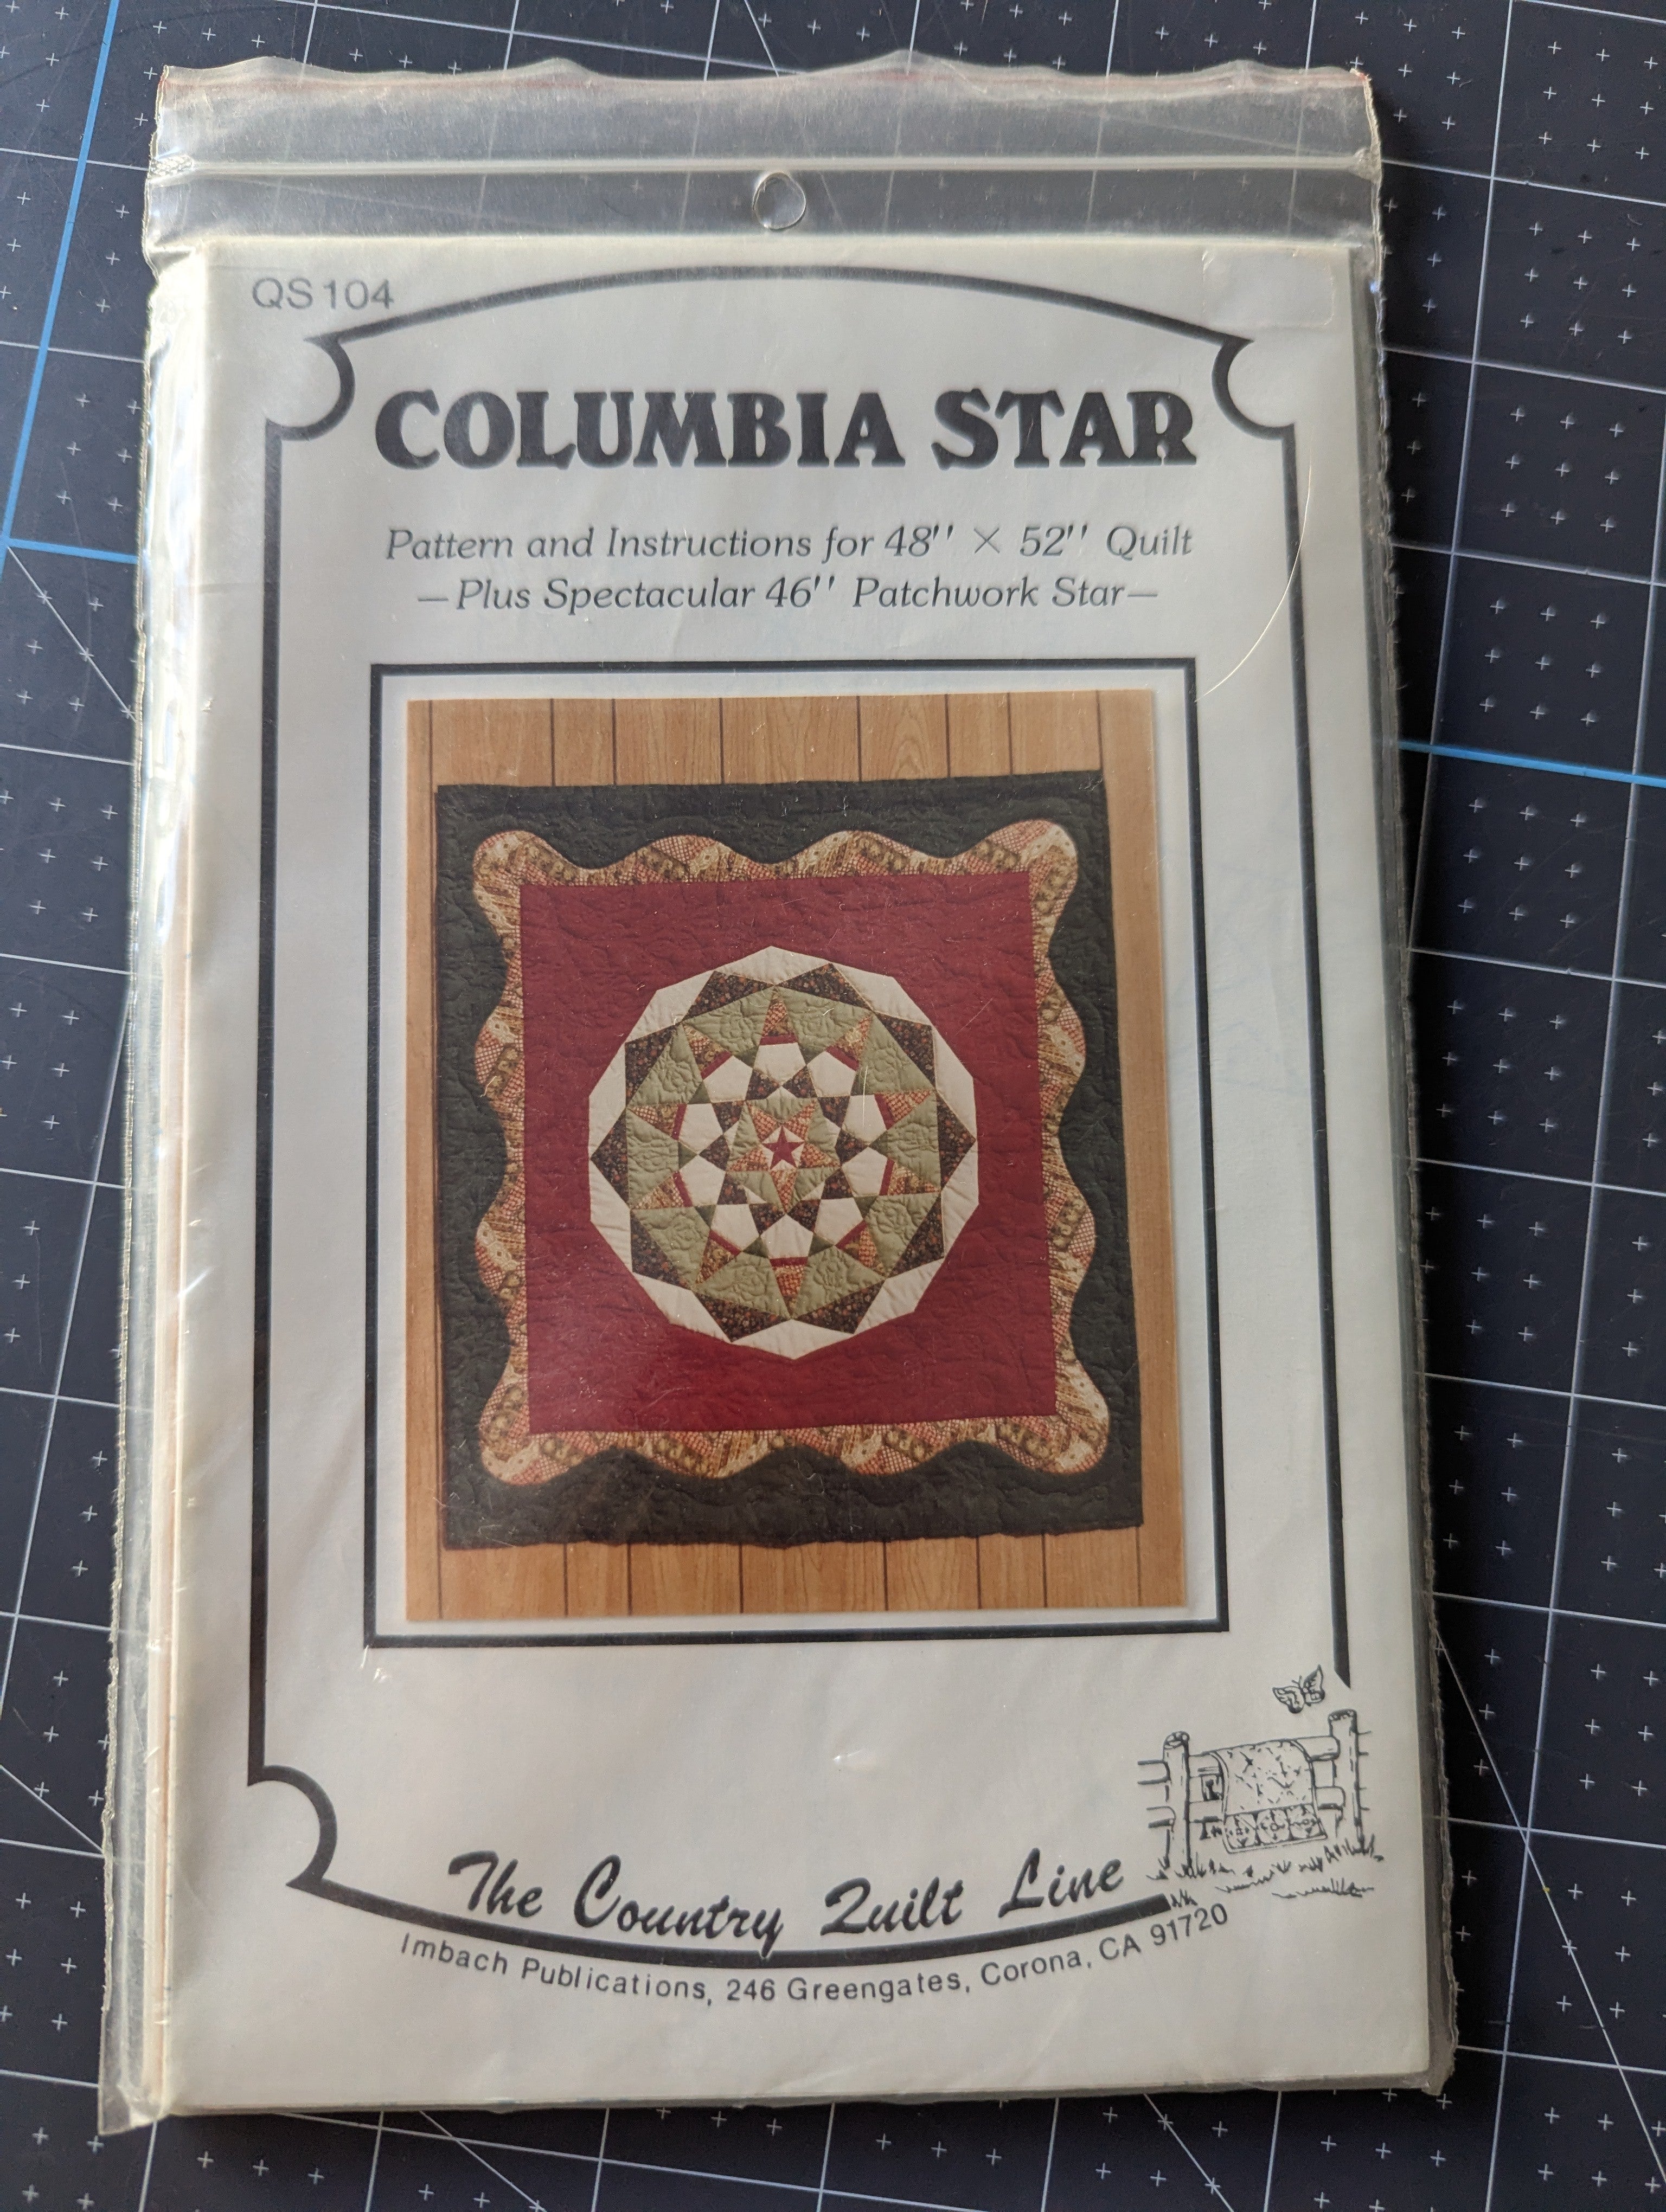 QS104
COLUMBIA STAR
Pattern and Instructions for 48'' × 52'' Quilt
—Plus Spectacular 46'' Patchwork Star—
The Country Quilt Line
Imbach Publications, 246 Greengates, Corona, CA 91720